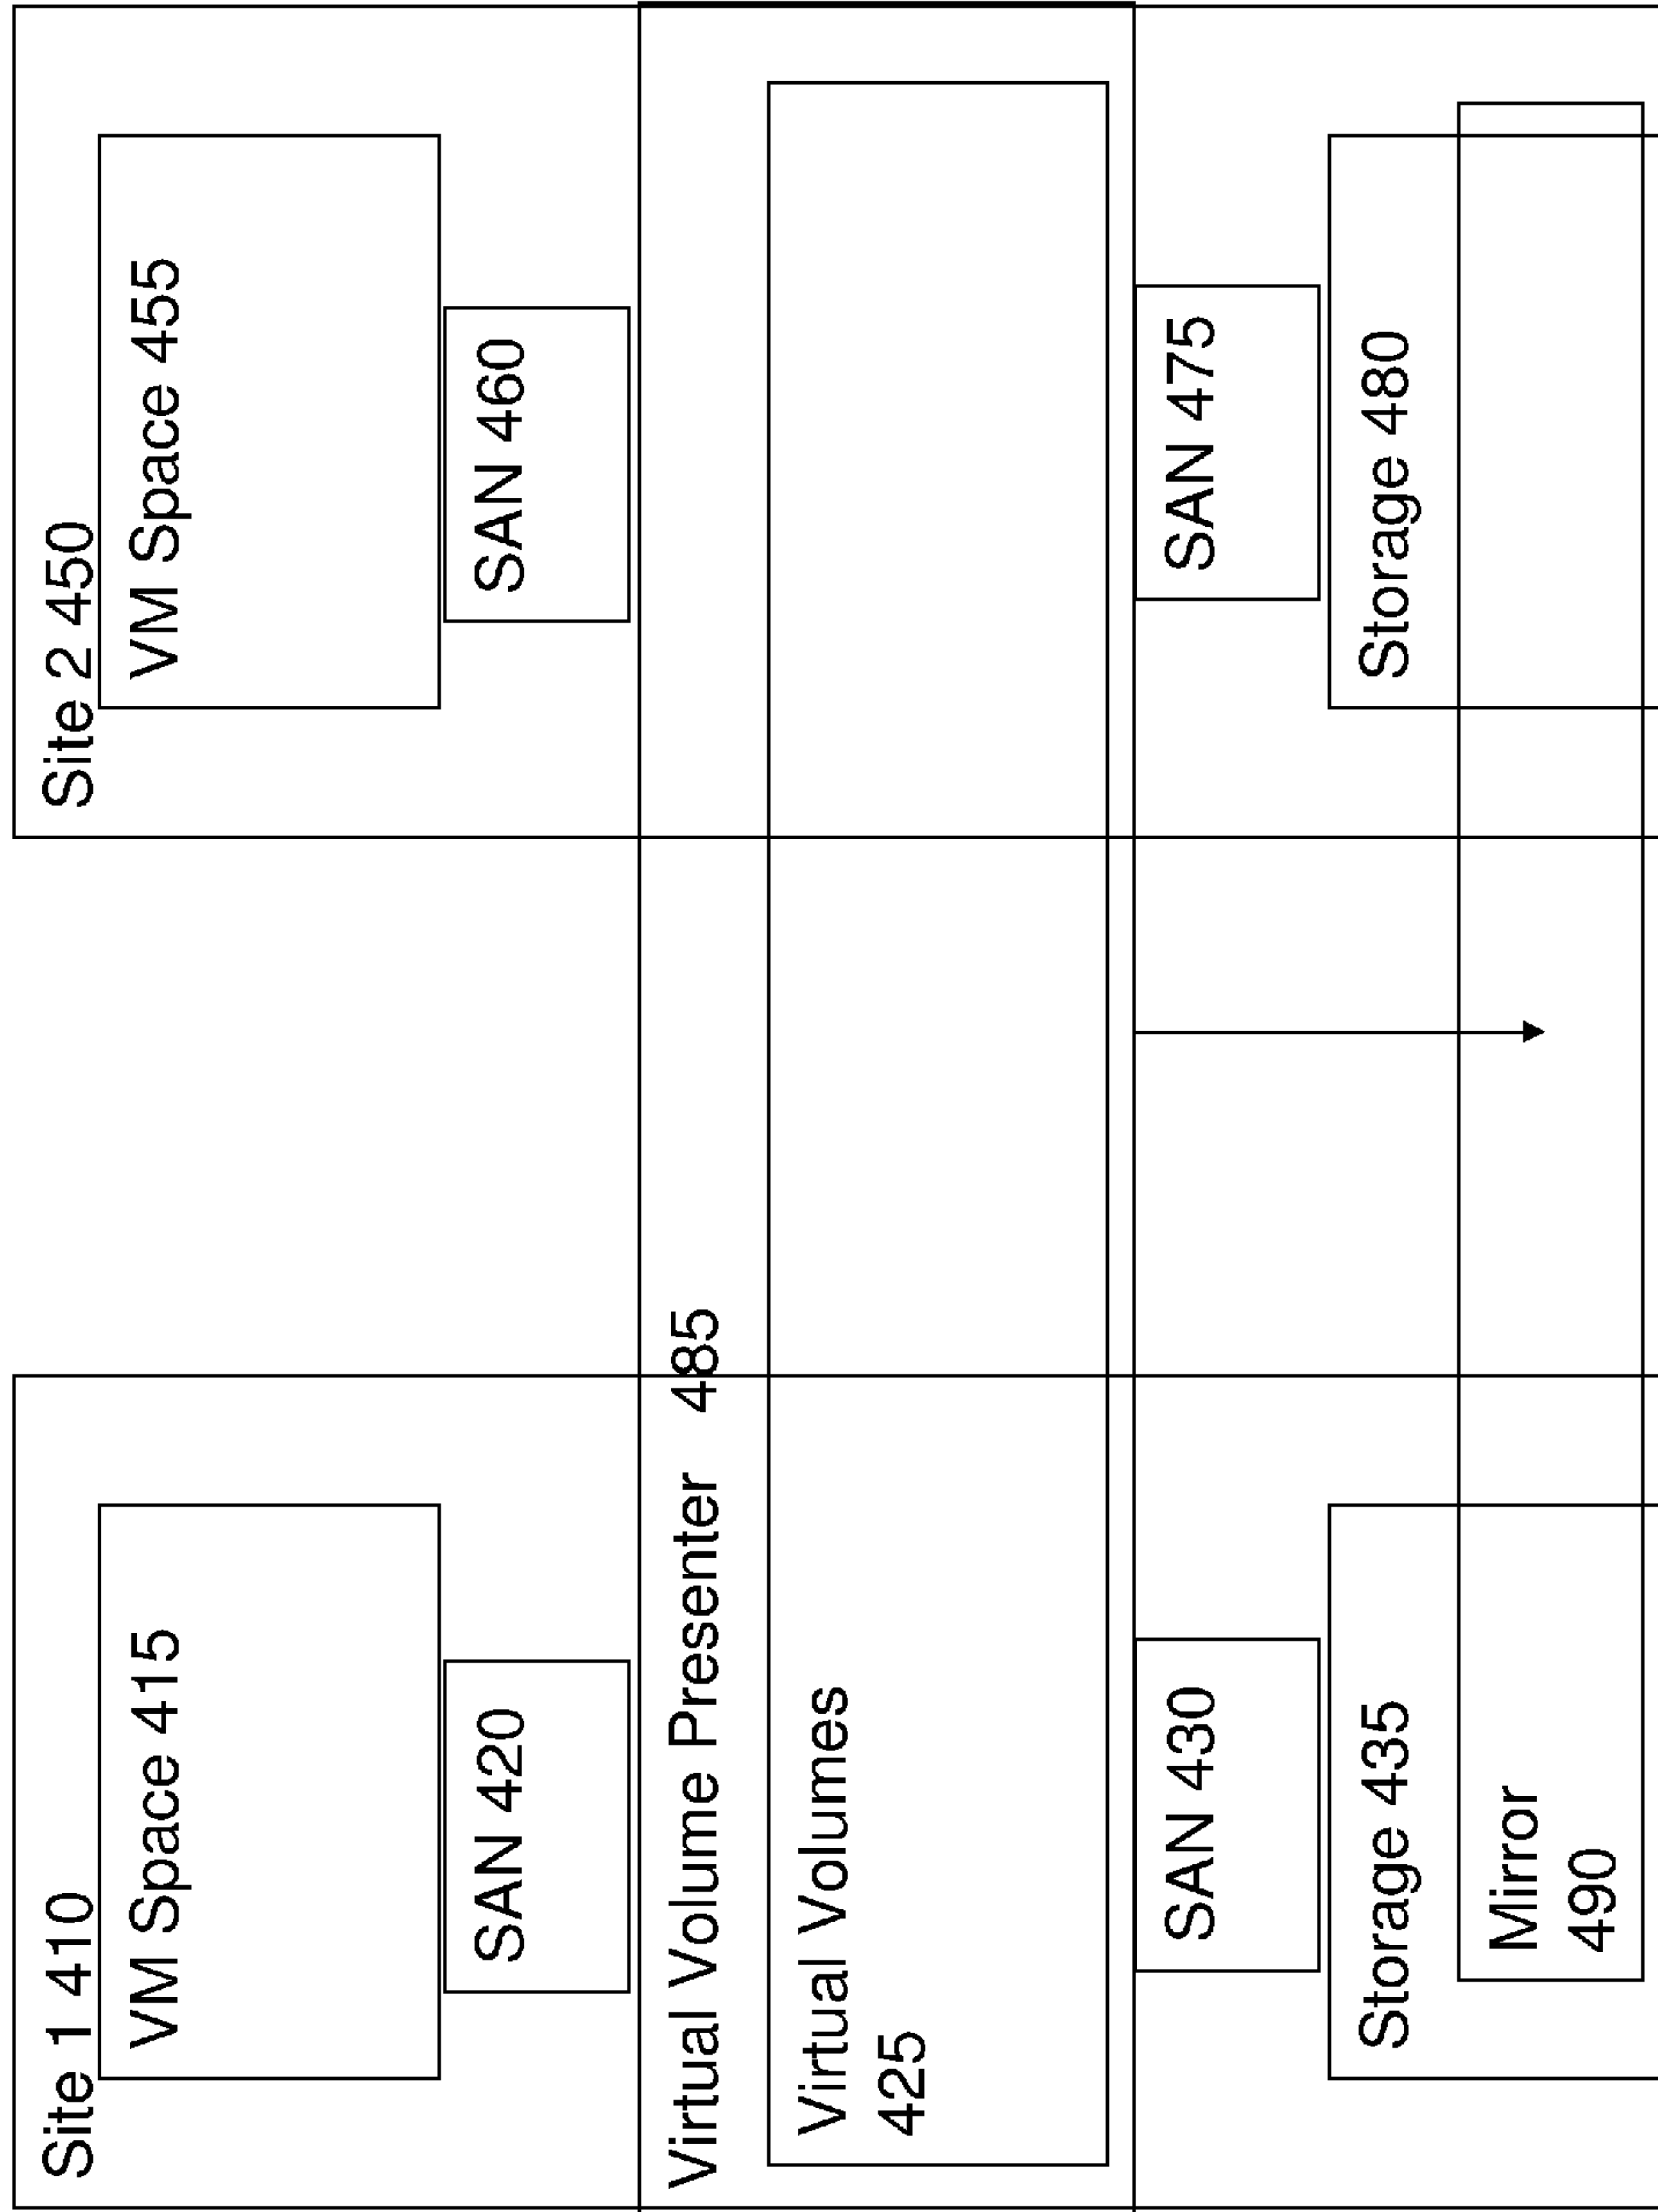 Site 1 410
VM Space 415
SAN 420
Site 2 450
VM Space 455
SAN 460
Virtual Volume Presenter 485
Virtual Volumes
425
SAN 430
Storage 435
SAN 475
Storage 480
Mirror
490